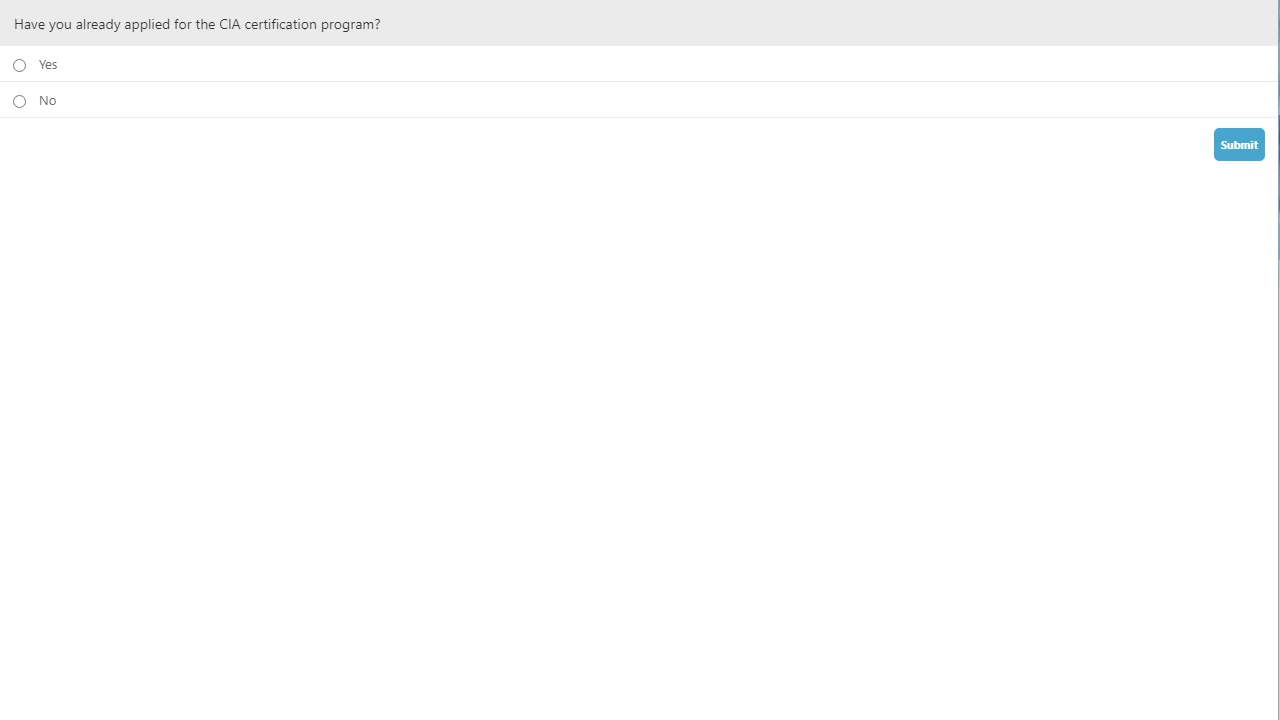 Have you already applied for the CIA certification program?
Yes
No
Submit